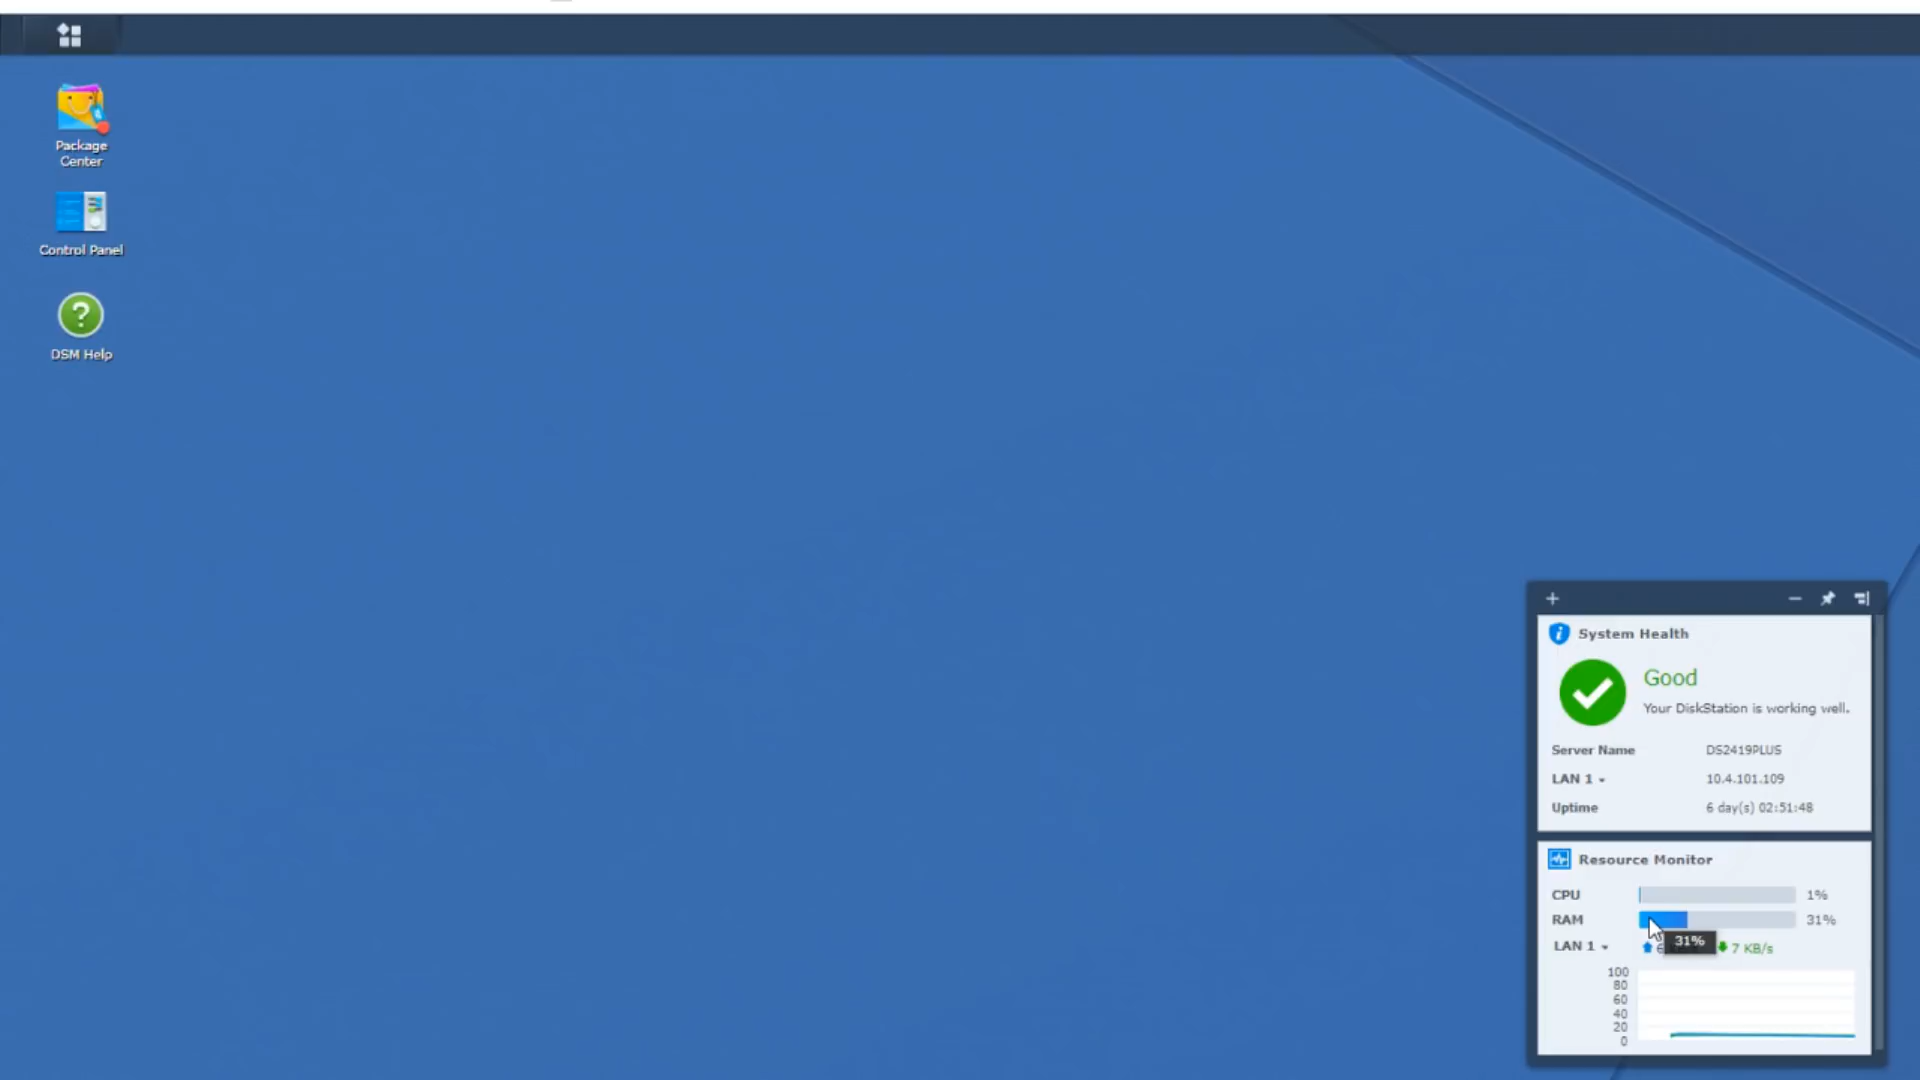 Package
Center
Control Panel
DSM Help
System Health
Good
Your DiskStation is working well.
Server Name DS2419PLUS
LAN 1 10.4.101.109
Uptime 6 day(s) 02:51:48
Resource Monitor
CPU 1%
RAM 31%
31%
LAN 1 7 KB/s
100
80
60
40
20
0